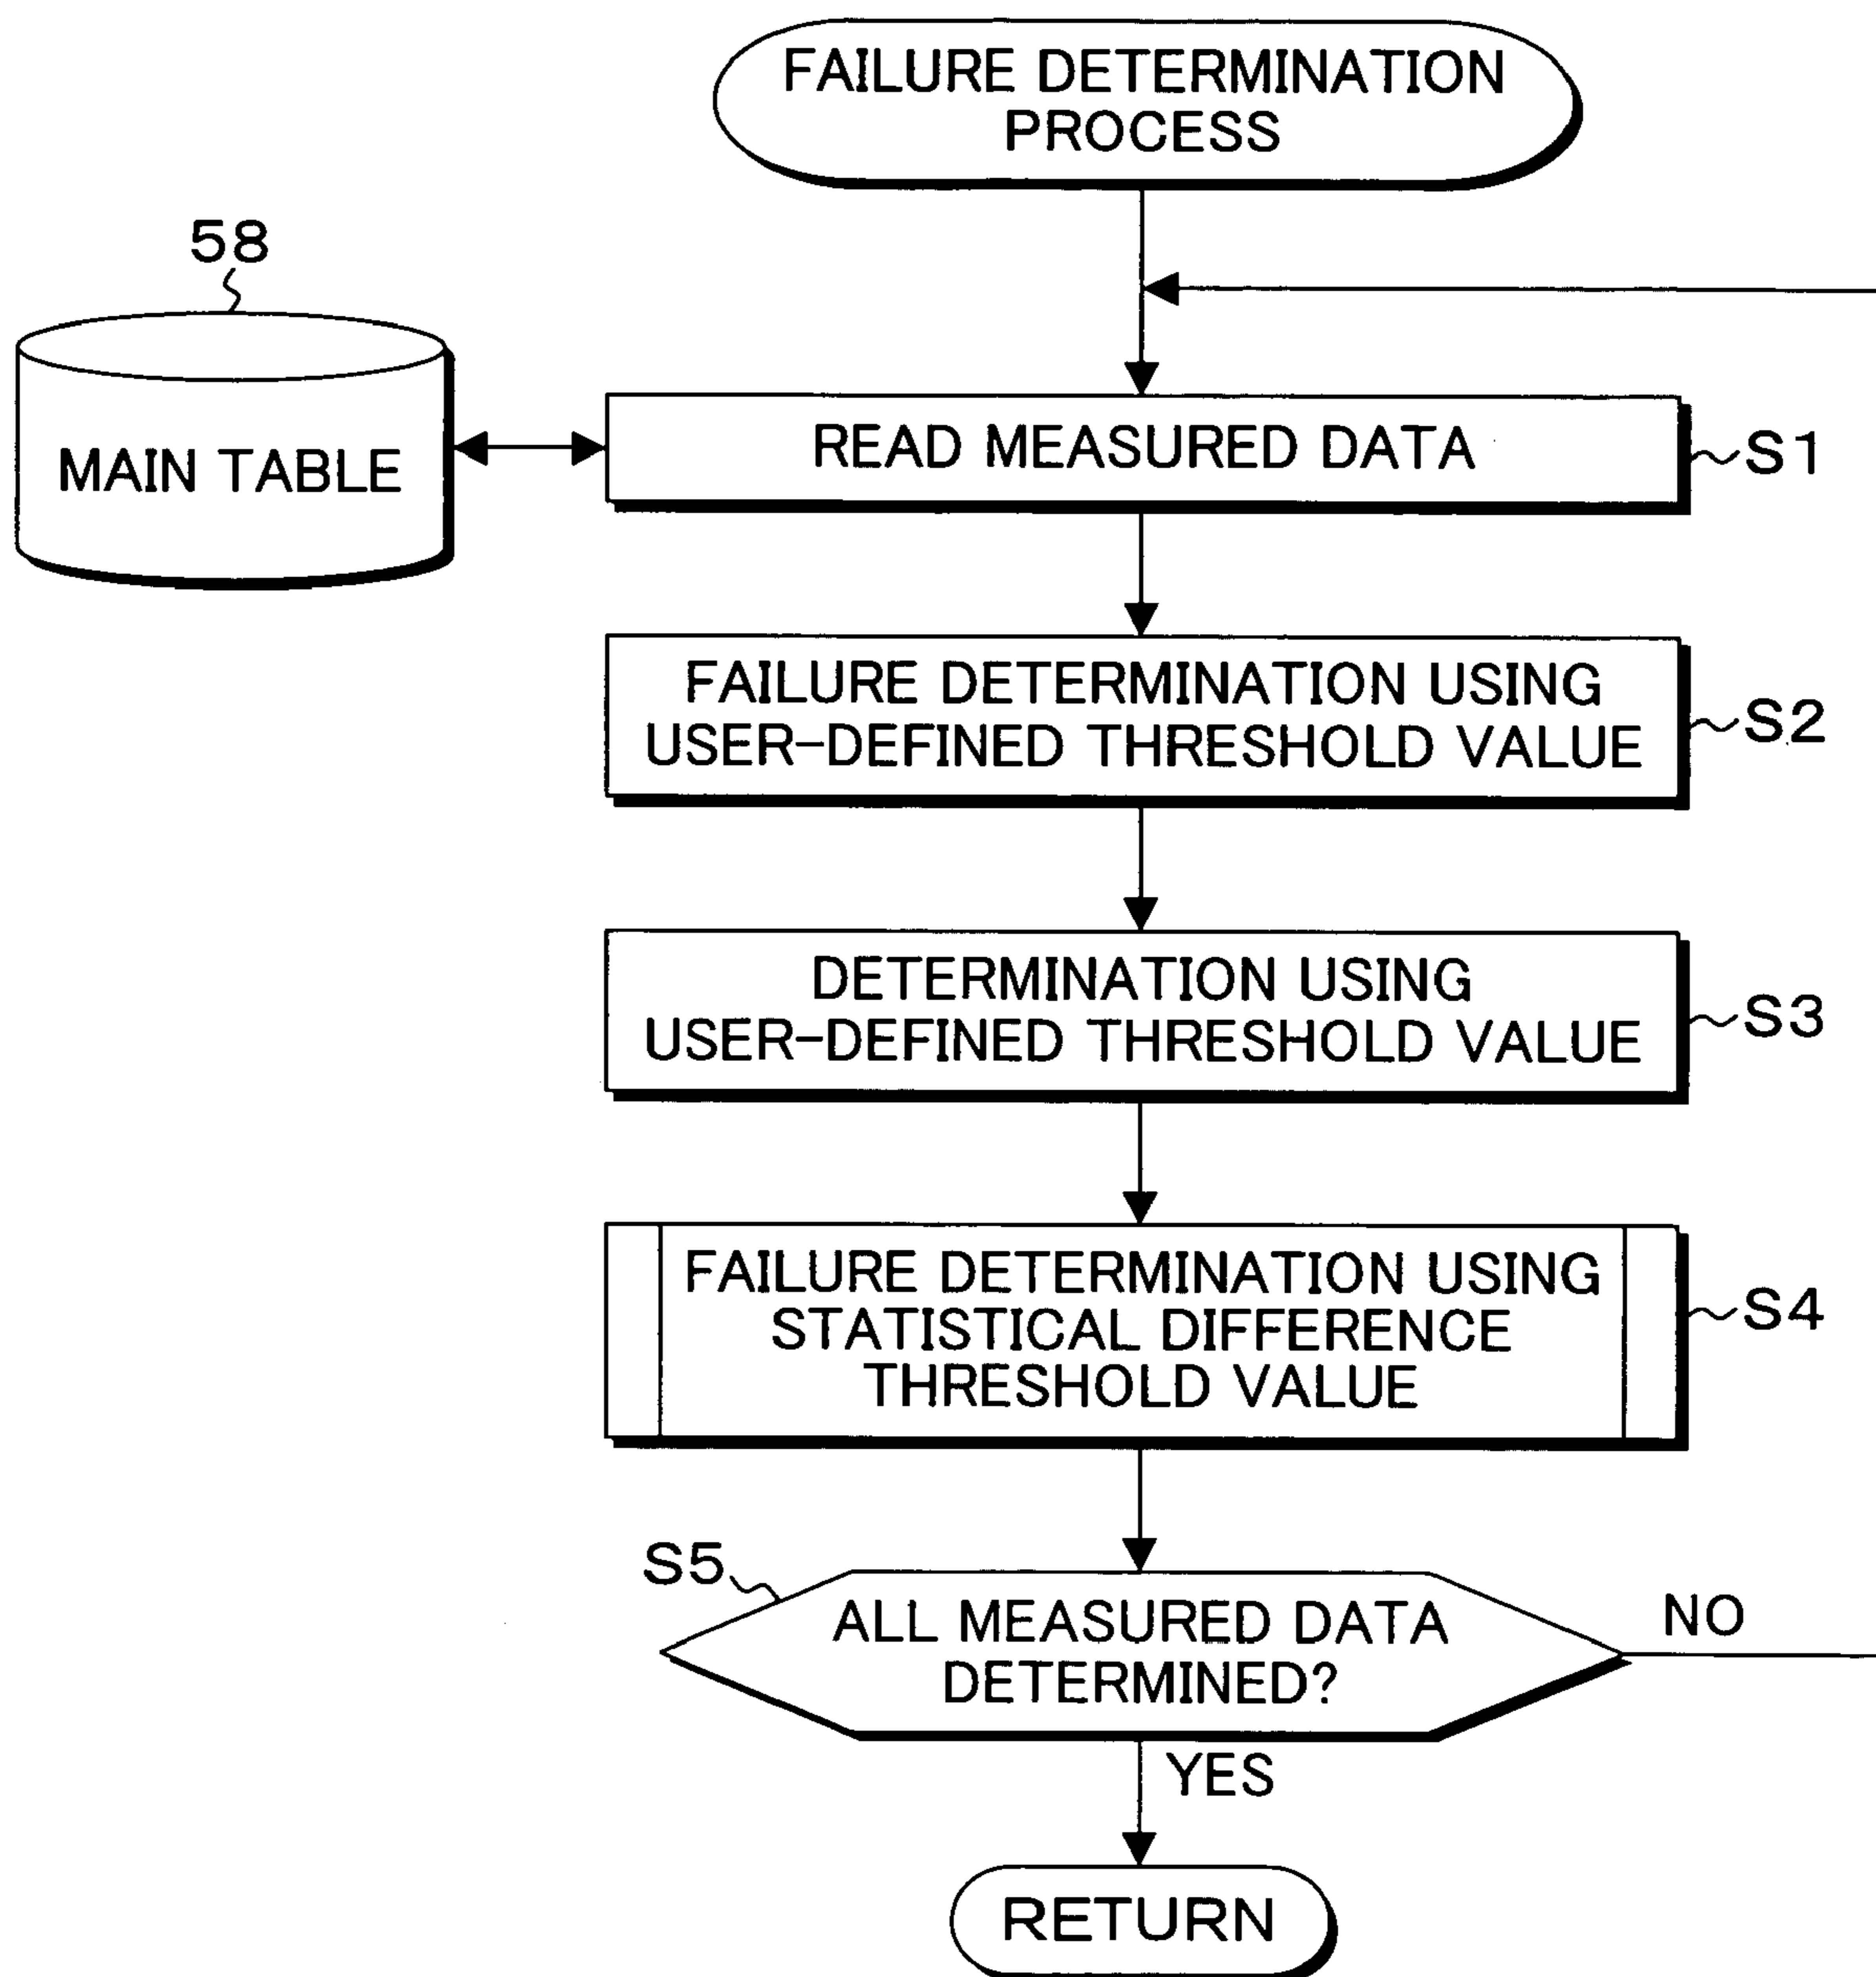 FAILURE DETERMINATION
PROCESS
58
MAIN TABLE
READ MEASURED DATA
S1
FAILURE DETERMINATION USING
USER-DEFINED THRESHOLD VALUE
S2
DETERMINATION USING
USER-DEFINED THRESHOLD VALUE
S3
FAILURE DETERMINATION USING
STATISTICAL DIFFERENCE
THRESHOLD VALUE
S4
S5
ALL MEASURED DATA
DETERMINED?
NO
YES
RETURN